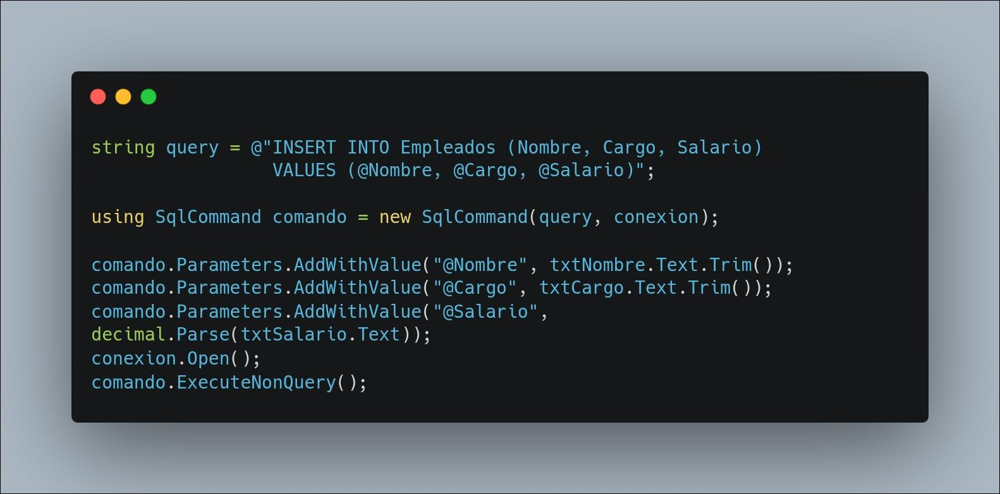 string query = @"INSERT INTO Empleados (Nombre, Cargo, Salario)
                 VALUES (@Nombre, @Cargo, @Salario)";
using SqlCommand comando = new SqlCommand(query, conexion);
comando.Parameters.AddWithValue("@Nombre", txtNombre.Text.Trim());
comando.Parameters.AddWithValue("@Cargo", txtCargo.Text.Trim());
comando.Parameters.AddWithValue("@Salario",
decimal.Parse(txtSalario.Text));
conexion.Open();
comando.ExecuteNonQuery();